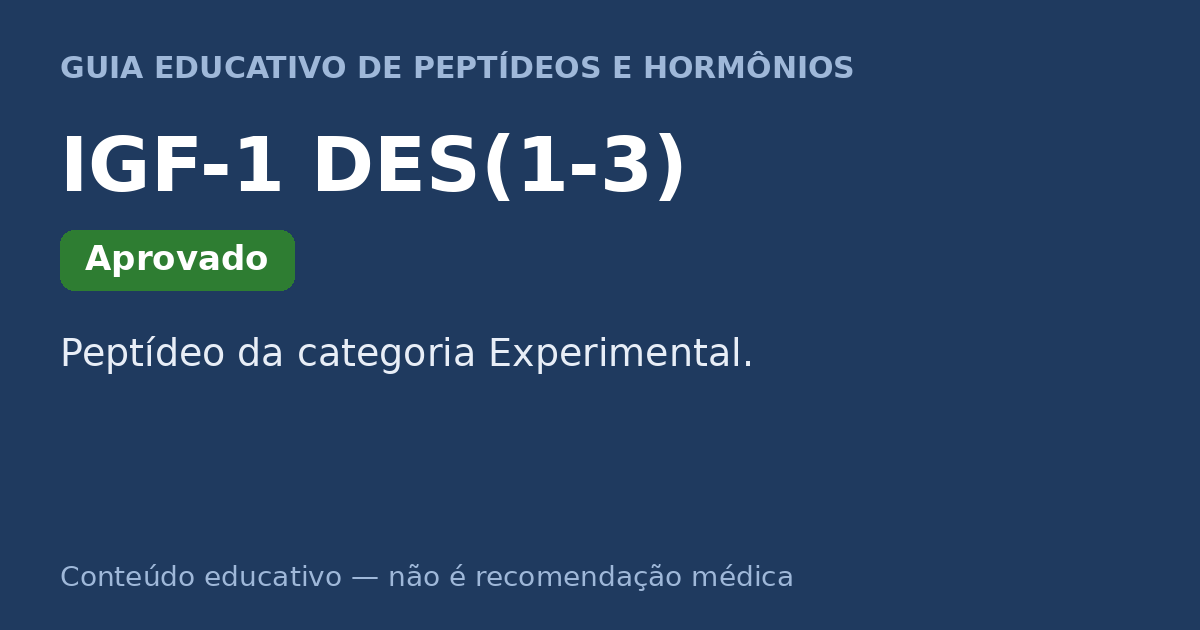 GUIA EDUCATIVO DE PEPTÍDEOS E HORMÔNIOS
IGF-1 DES(1-3)
Aprovado
Peptídeo da categoria Experimental.
Conteúdo educativo — não é recomendação médica